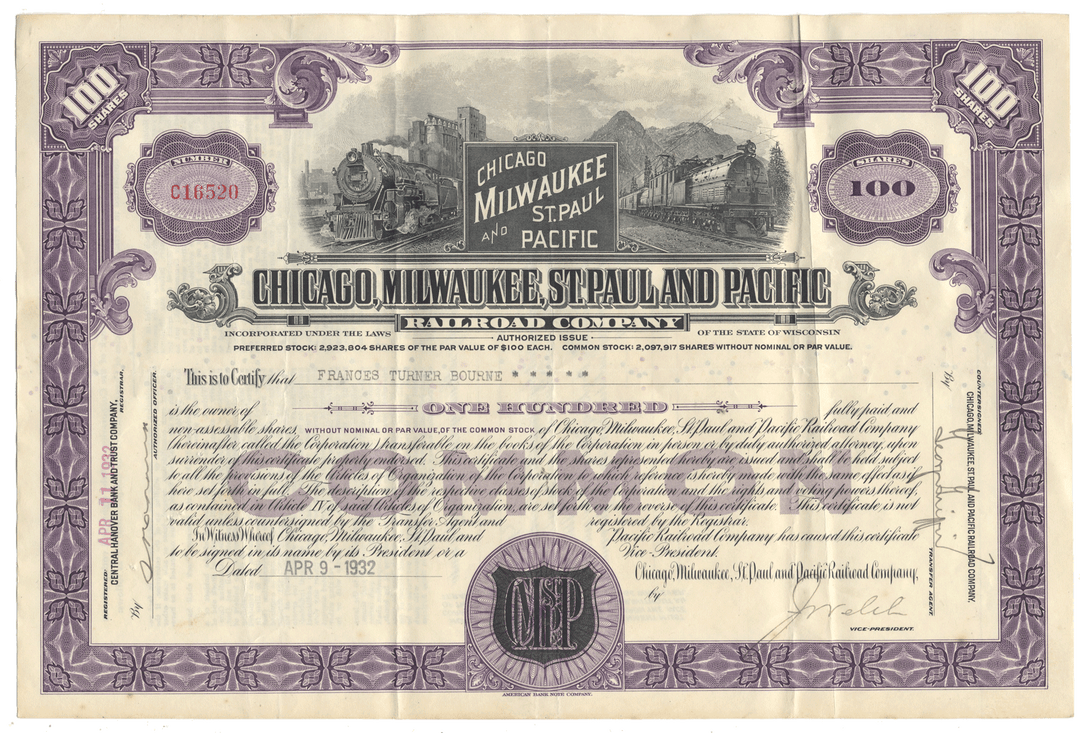 100 SHARES
100 SHARES
CHICAGO
MILWAUKEE
ST. PAUL
AND PACIFIC
NUMBER
C16520
SHARES
100
CHICAGO, MILWAUKEE, ST. PAUL AND PACIFIC
RAILROAD COMPANY
INCORPORATED UNDER THE LAWS OF THE STATE OF WISCONSIN
AUTHORIZED ISSUE
PREFERRED STOCK: 2,923,804 SHARES OF THE PAR VALUE OF $100 EACH. COMMON STOCK: 2,097,917 SHARES WITHOUT NOMINAL OR PAR VALUE.
This is to Certify that FRANCES TURNER BOURNE * * * * *
is the owner of ONE HUNDRED fully paid and
non-assessable shares WITHOUT NOMINAL OR PAR VALUE, OF THE COMMON STOCK, of Chicago, Milwaukee, St. Paul and Pacific Railroad Company
(hereinafter called the Corporation) transferable on the books of the Corporation in person or by duly authorized attorney, upon
surrender of this certificate properly endorsed. This certificate and the shares represented hereby are issued and shall be held subject
to all the provisions of the Articles of Organization of the Corporation (to which reference is hereby made) with the same effect as if
here set forth in full. The description of the respective classes of stock of the Corporation and the rights and voting powers thereof,
as contained in Article IV of said Articles of Organization, are set forth on the reverse of this certificate. This certificate is not
valid unless countersigned by the Transfer Agent and registered by the Registrar.
In Witness Whereof Chicago, Milwaukee, St. Paul and Pacific Railroad Company has caused this certificate
to be signed in its name by its President or a Vice-President.
COMMON
Dated APR 9 - 1932
Chicago, Milwaukee, St. Paul and Pacific Railroad Company,
by J Welch
VICE-PRESIDENT.
CM StP P
AMERICAN BANK NOTE COMPANY.
REGISTERED: APR 11 1932
CENTRAL HANOVER BANK AND TRUST COMPANY,
REGISTRAR.
By
AUTHORIZED OFFICER.
COUNTERSIGNED
CHICAGO, MILWAUKEE, ST. PAUL AND PACIFIC RAILROAD COMPANY.
By
TRANSFER AGENT